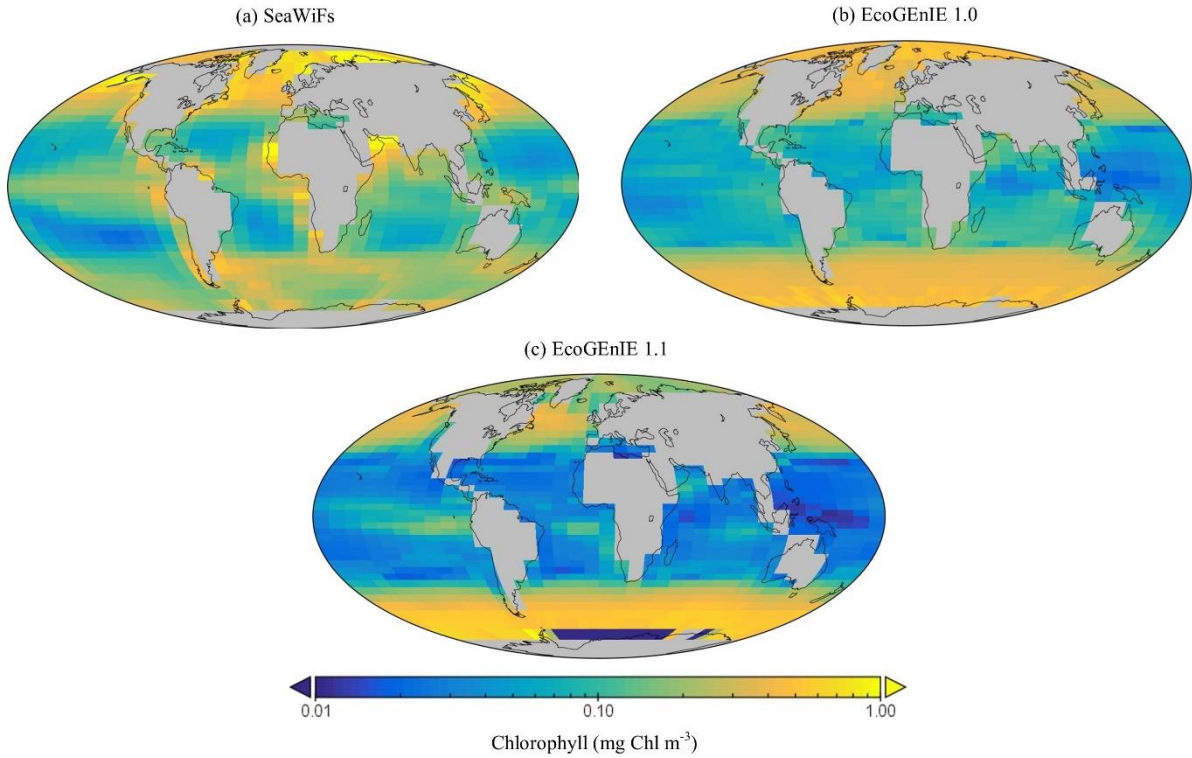 (a) SeaWiFs
(b) EcoGEnIE 1.0
(c) EcoGEnIE 1.1
0.01 0.10 1.00
Chlorophyll (mg Chl m⁻³)